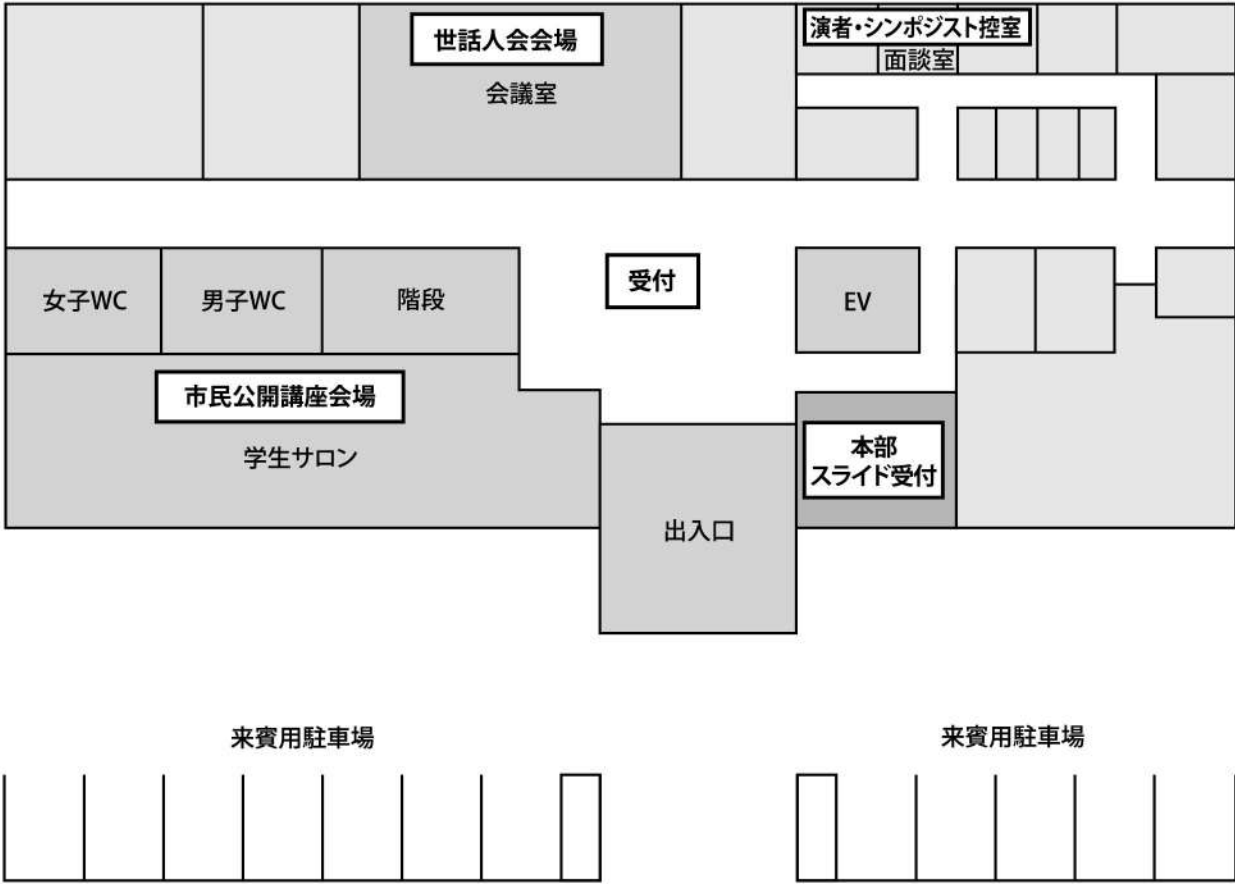 世話人会会場
会議室
演者・シンポジスト控室
面談室
女子WC
男子WC
階段
受付
EV
市民公開講座会場
学生サロン
本部
スライド受付
出入口
来賓用駐車場
来賓用駐車場